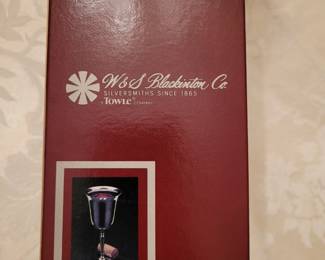 W & S Blackinton Co.
SILVERSMITHS SINCE 1865
A TOWLE® COMPANY